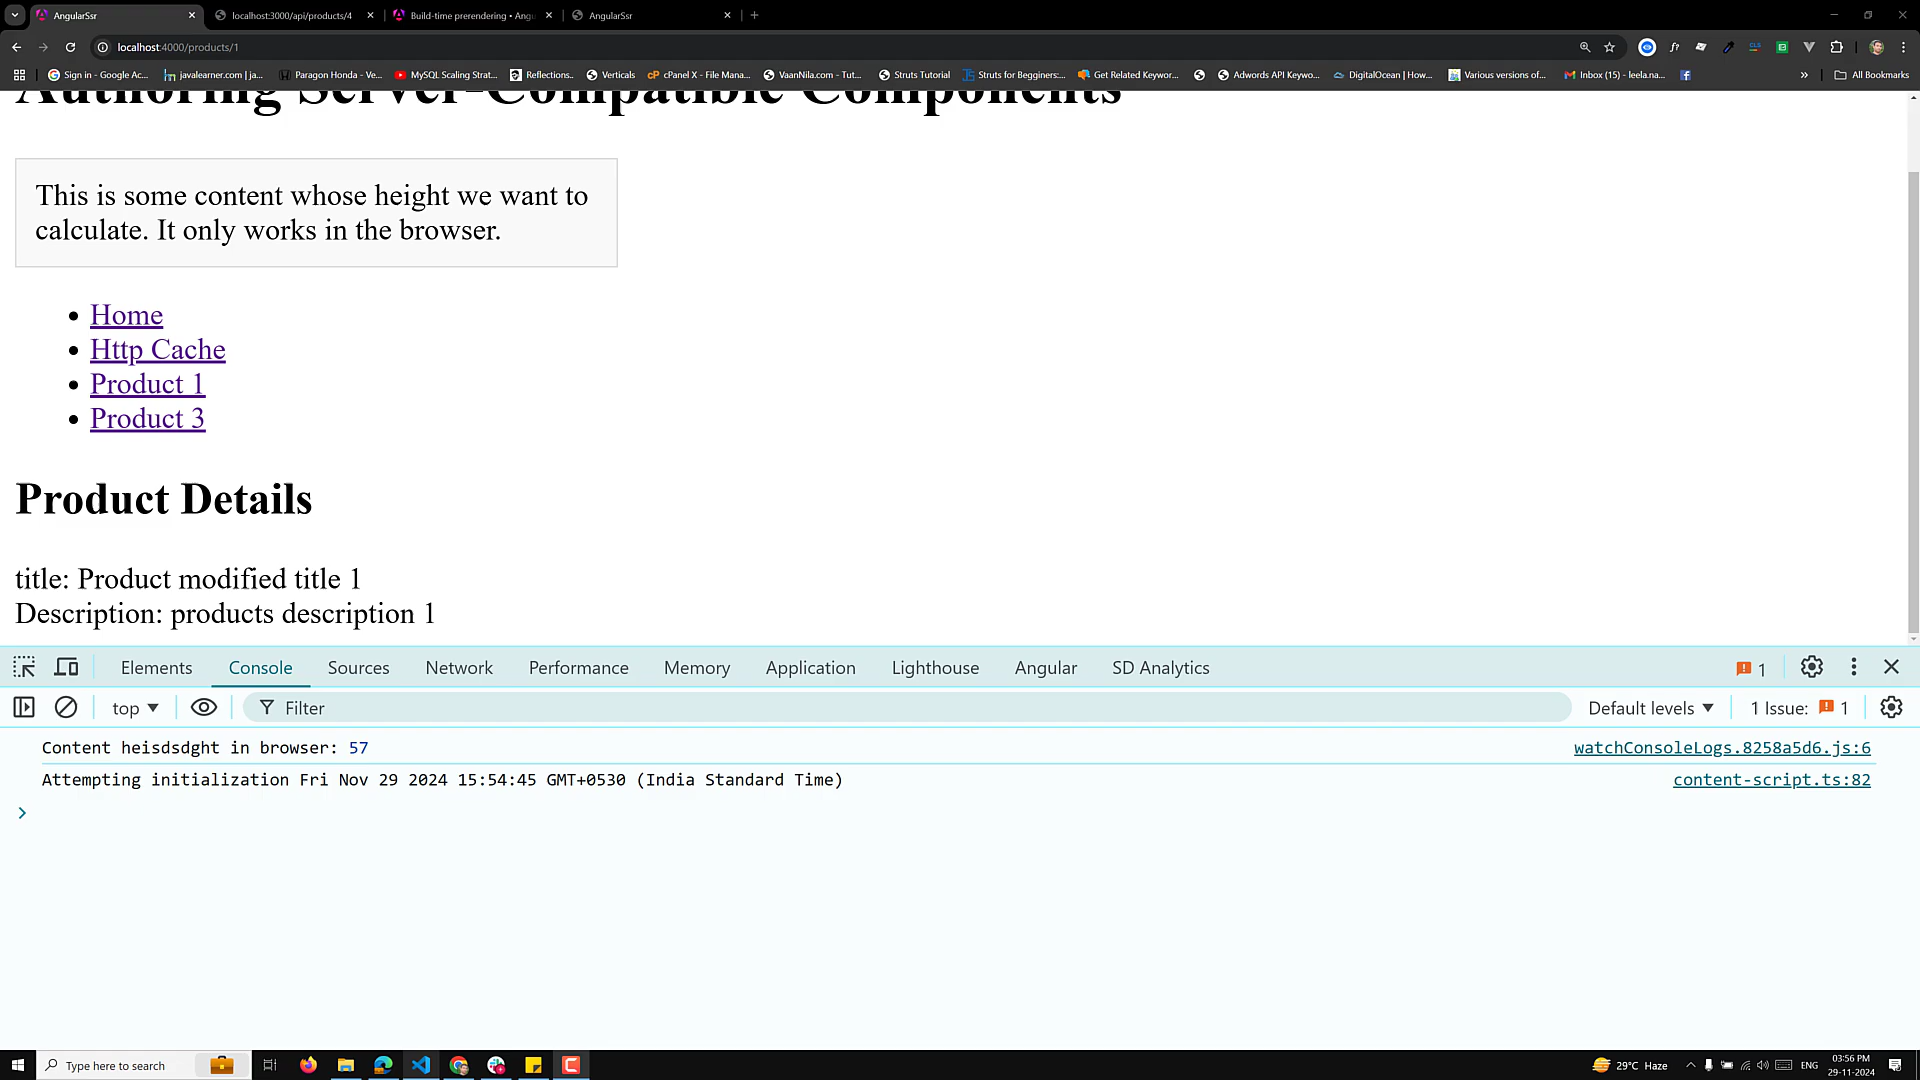 AngularSsr
localhost:3000/api/products/4
Build-time prerendering • Angu
AngularSsr
localhost:4000/products/1
Sign in - Google Ac...
javalearner.com | ja...
Paragon Honda - Ve...
MySQL Scaling Strat...
Reflections..
Verticals
cPanel X - File Mana...
VaanNila.com - Tut...
Struts Tutorial
Struts for Begginers:...
Get Related Keywor...
Adwords API Keywo...
DigitalOcean | How...
Various versions of...
Inbox (15) - leela.na...
All Bookmarks
Authoring Server-Compatible Components
This is some content whose height we want to
calculate. It only works in the browser.
Home
Http Cache
Product 1
Product 3
Product Details
title: Product modified title 1
Description: products description 1
Elements
Console
Sources
Network
Performance
Memory
Application
Lighthouse
Angular
SD Analytics
1
top
Filter
Default levels
1 Issue:
1
Content heisdsdght in browser: 57
watchConsoleLogs.8258a5d6.js:6
Attempting initialization Fri Nov 29 2024 15:54:45 GMT+0530 (India Standard Time)
content-script.ts:82
Type here to search
29°C Haze
ENG
03:56 PM
29-11-2024